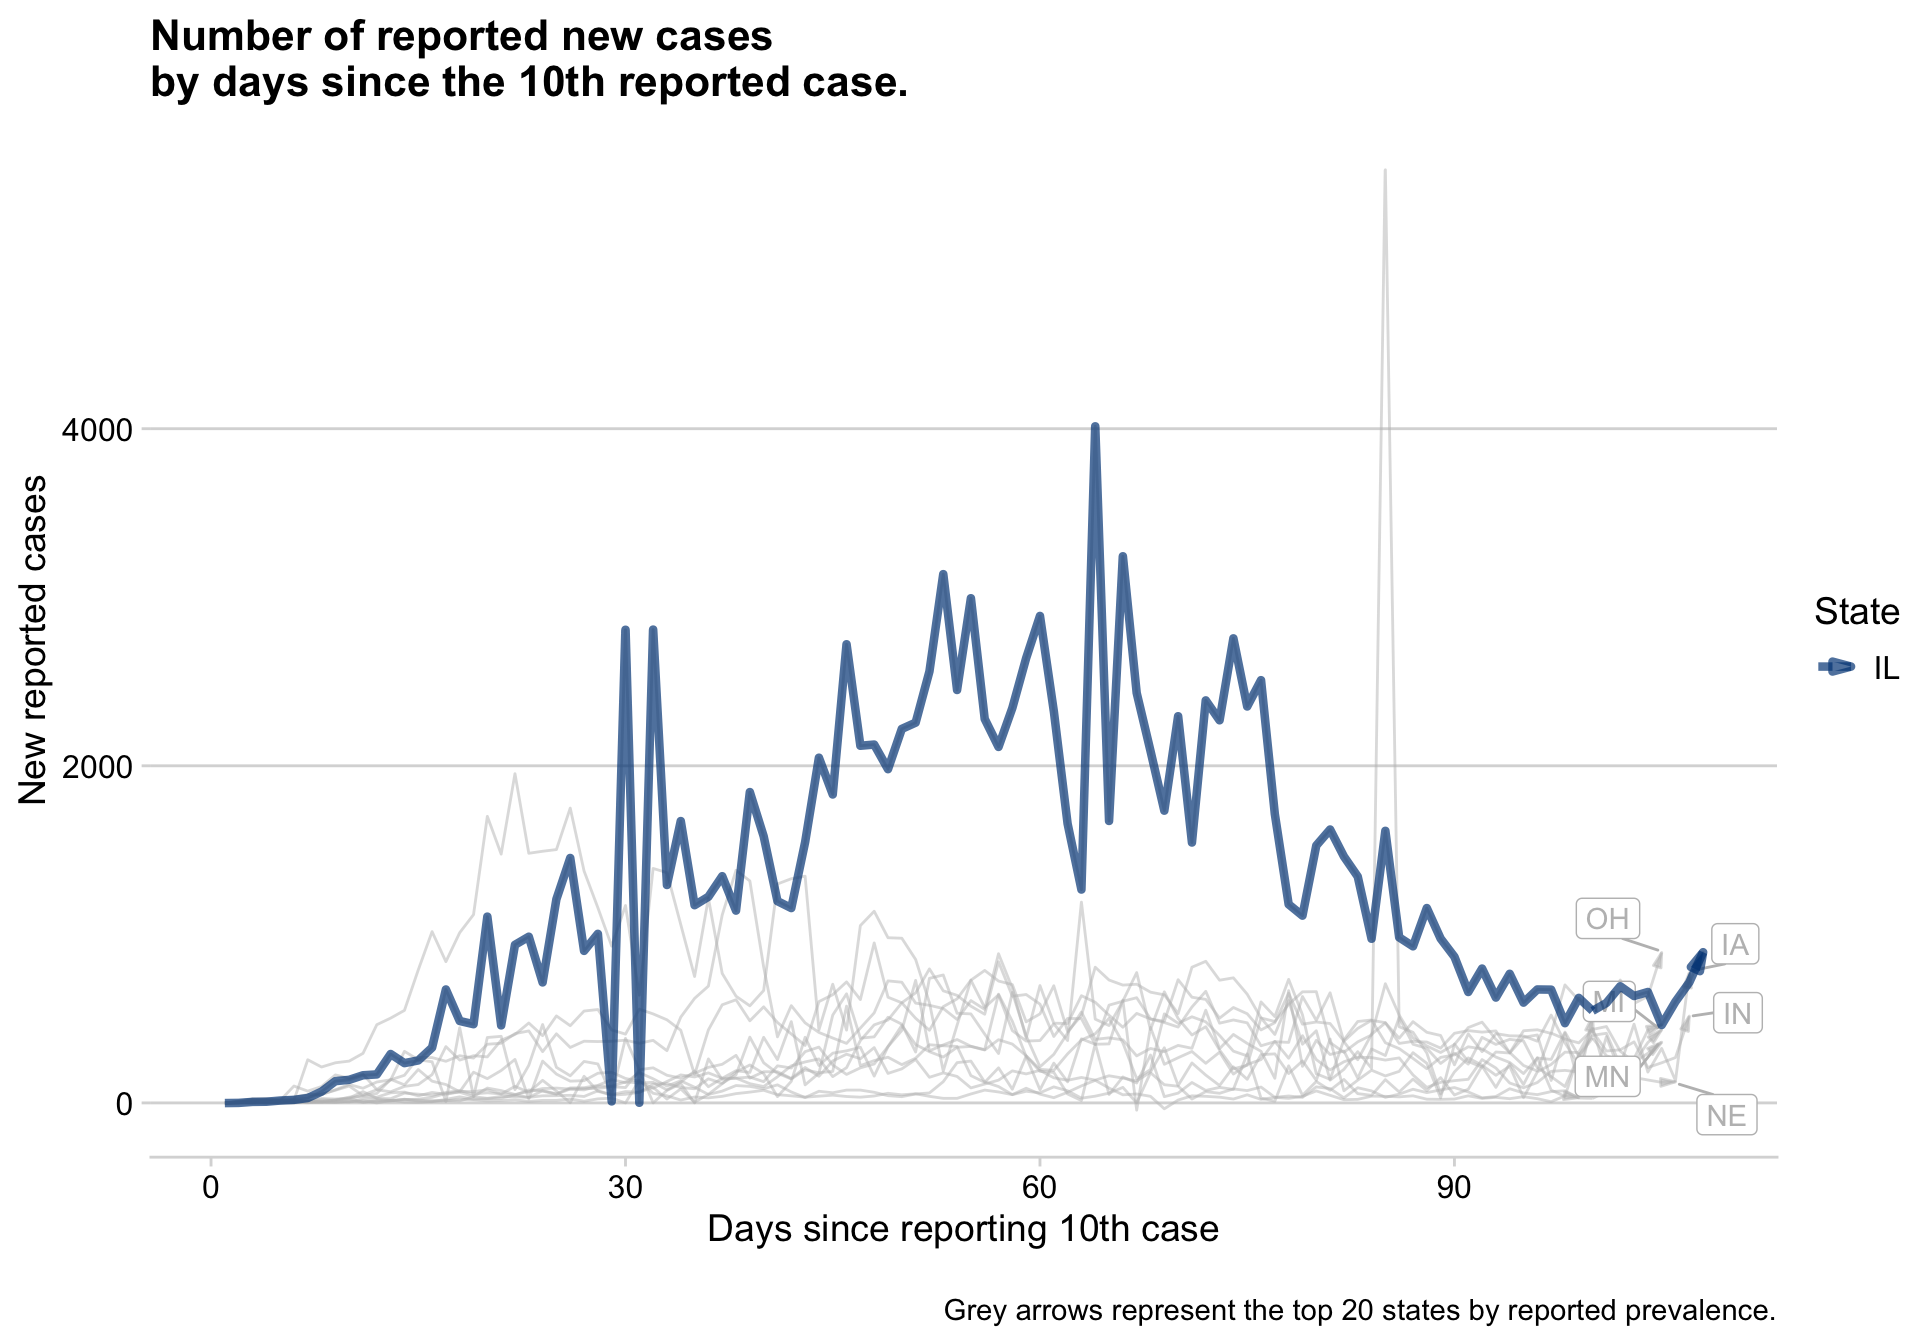 Number of reported new cases
by days since the 10th reported case.
New reported cases
4000
2000
0
0
30
60
90
Days since reporting 10th case
OH
IA
MI
IN
MN
NE
State
IL
Grey arrows represent the top 20 states by reported prevalence.